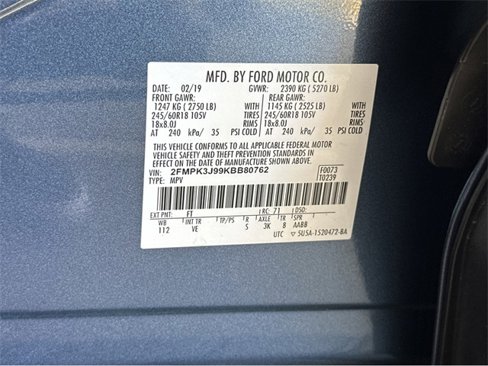 MFD. BY FORD MOTOR CO.
DATE: 02/19 GVWR: 2390 KG ( 5270 LB)
FRONT GAWR: REAR GAWR:
1247 KG ( 2750 LB) WITH 1145 KG ( 2525 LB) WITH
245/60R18 105V TIRES 245/60R18 105V TIRES
18x8.0J RIMS 18x8.0J RIMS
AT 240 kPa/ 35 PSI COLD AT 240 kPa/ 35 PSI COLD
THIS VEHICLE CONFORMS TO ALL APPLICABLE FEDERAL MOTOR
VEHICLE SAFETY AND THEFT PREVENTION STANDARDS IN
EFFECT ON THE DATE OF MANUFACTURE SHOWN ABOVE.
VIN: 2FMPK3J99KBB80762 F0073
TYPE: MPV T0239
EXT PNT: FT RC: 71 DSO:
WB INT TR TP/PS R AXLE TR SPR
112 VE S 3K 8 AABB
UTC 5U5A-1520472-BA